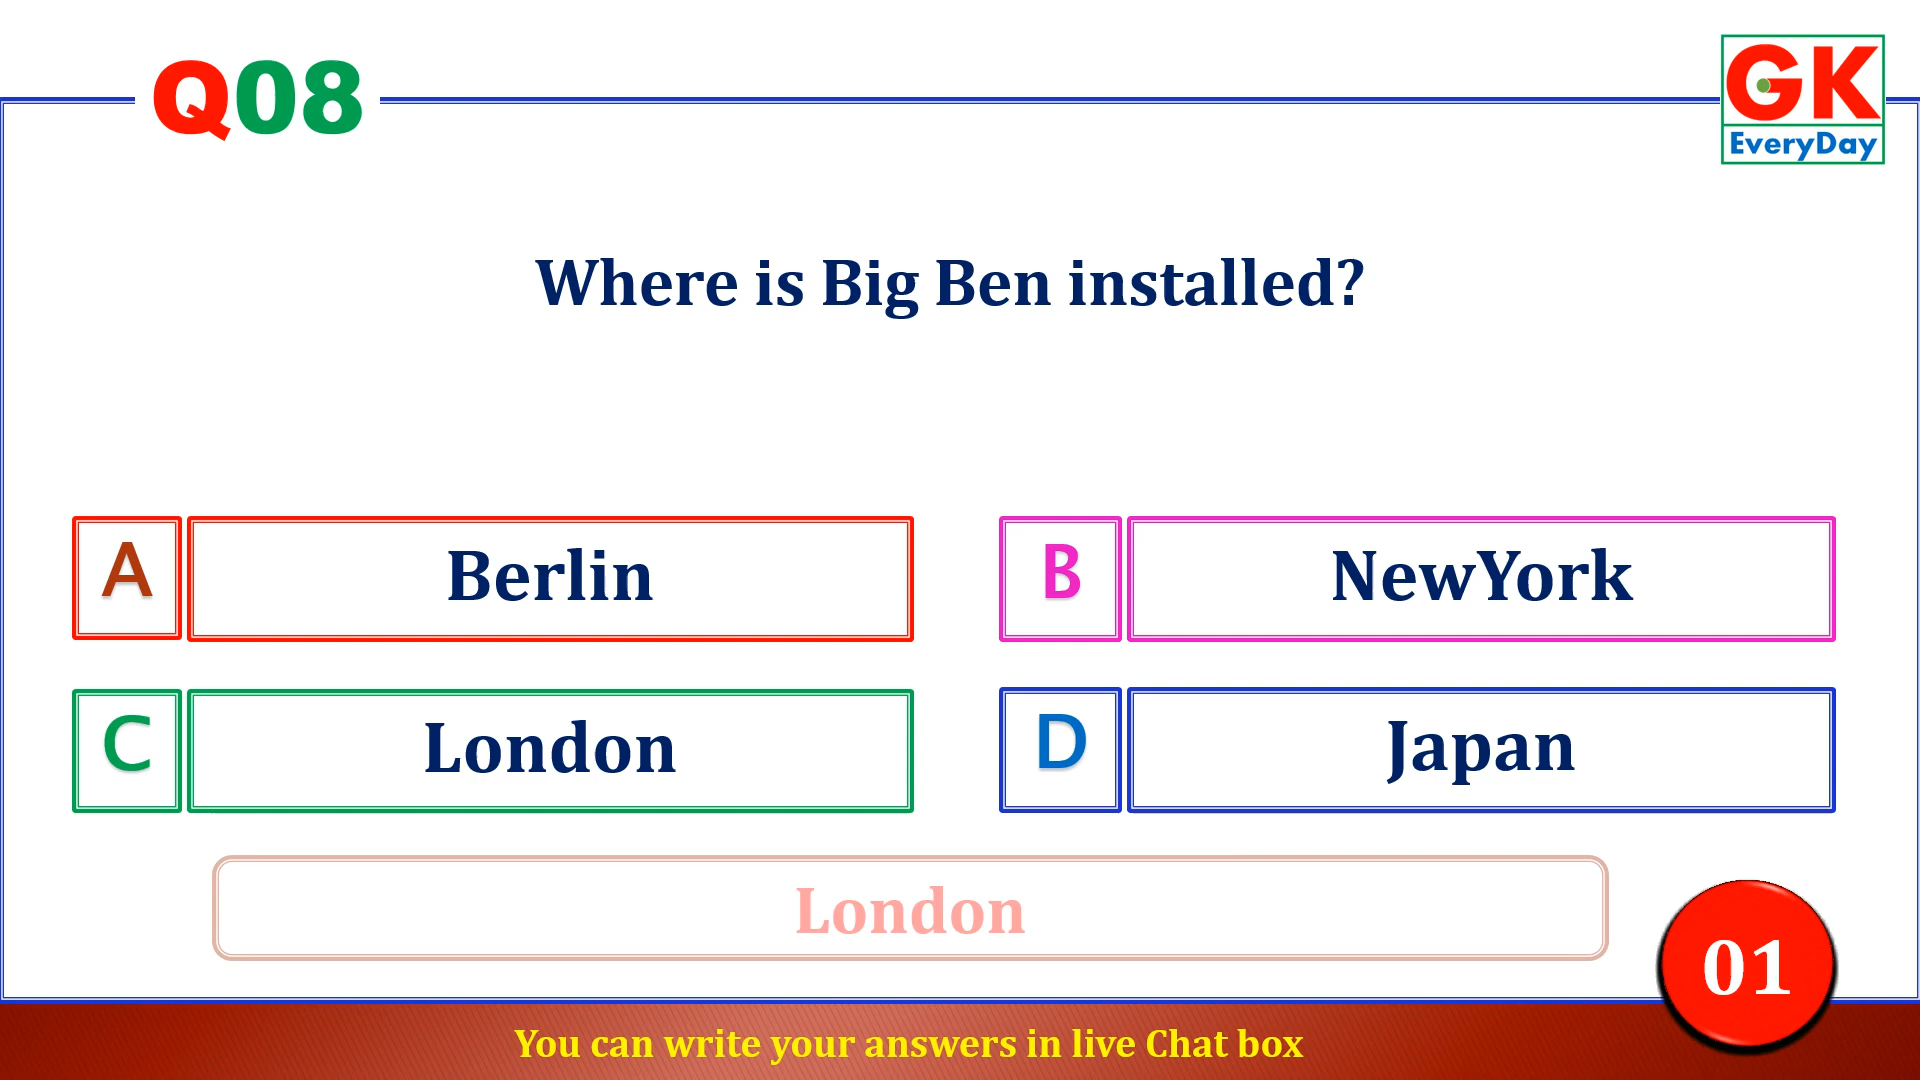 Q08
GK
EveryDay
Where is Big Ben installed?
A
Berlin
B
NewYork
C
London
D
Japan
London
01
You can write your answers in live Chat box